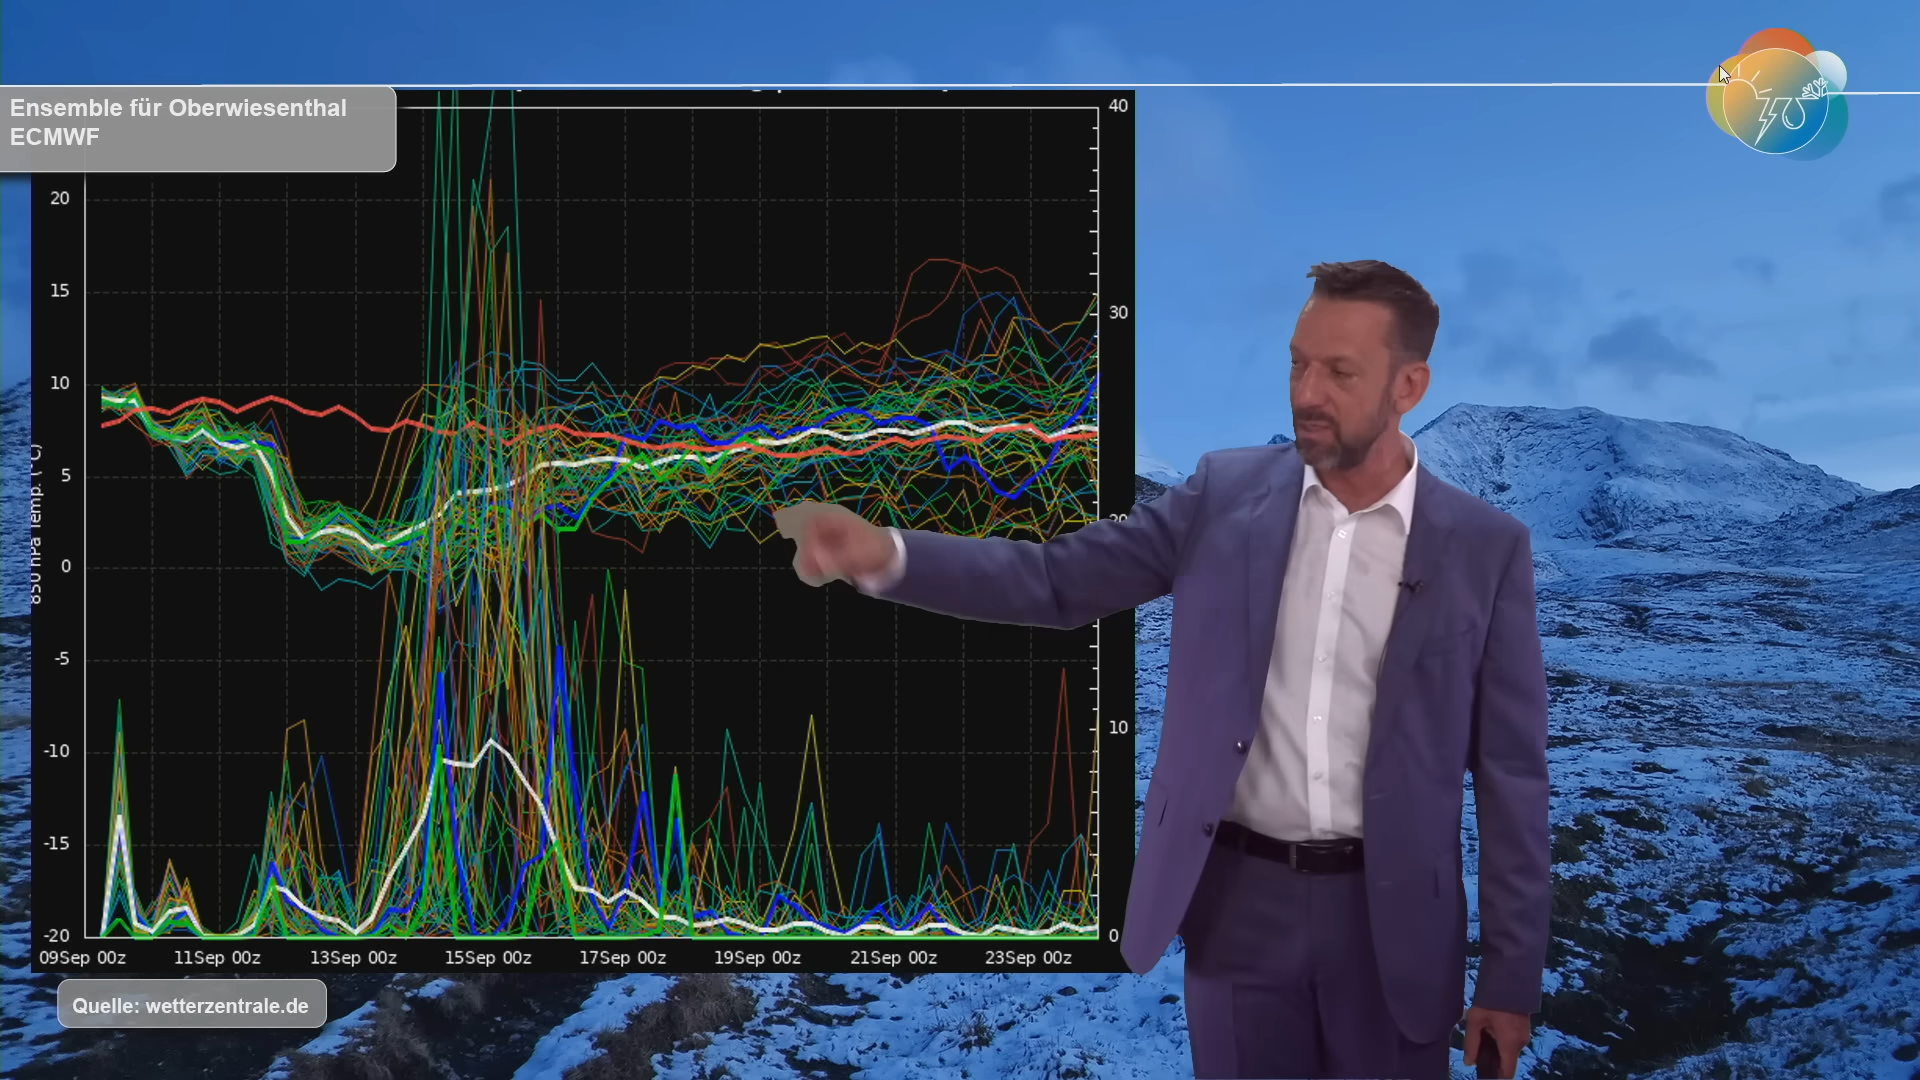 Ensemble für Oberwiesenthal
ECMWF
40
20
15
30
10
5
850 hPa Temp. (°C)
0
-5
10
-10
-15
-20
0
09Sep 00z 11Sep 00z 13Sep 00z 15Sep 00z 17Sep 00z 19Sep 00z 21Sep 00z 23Sep 00z
Quelle: wetterzentrale.de